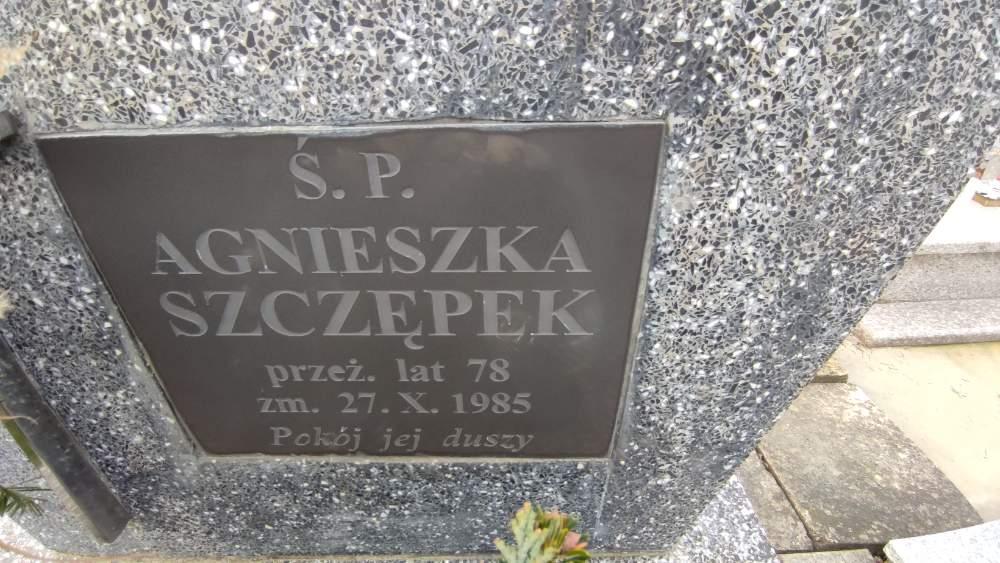 Ś. P.
AGNIESZKA
SZCZĘPEK
przeż. lat 78
zm. 27. X. 1985
Pokój jej duszy